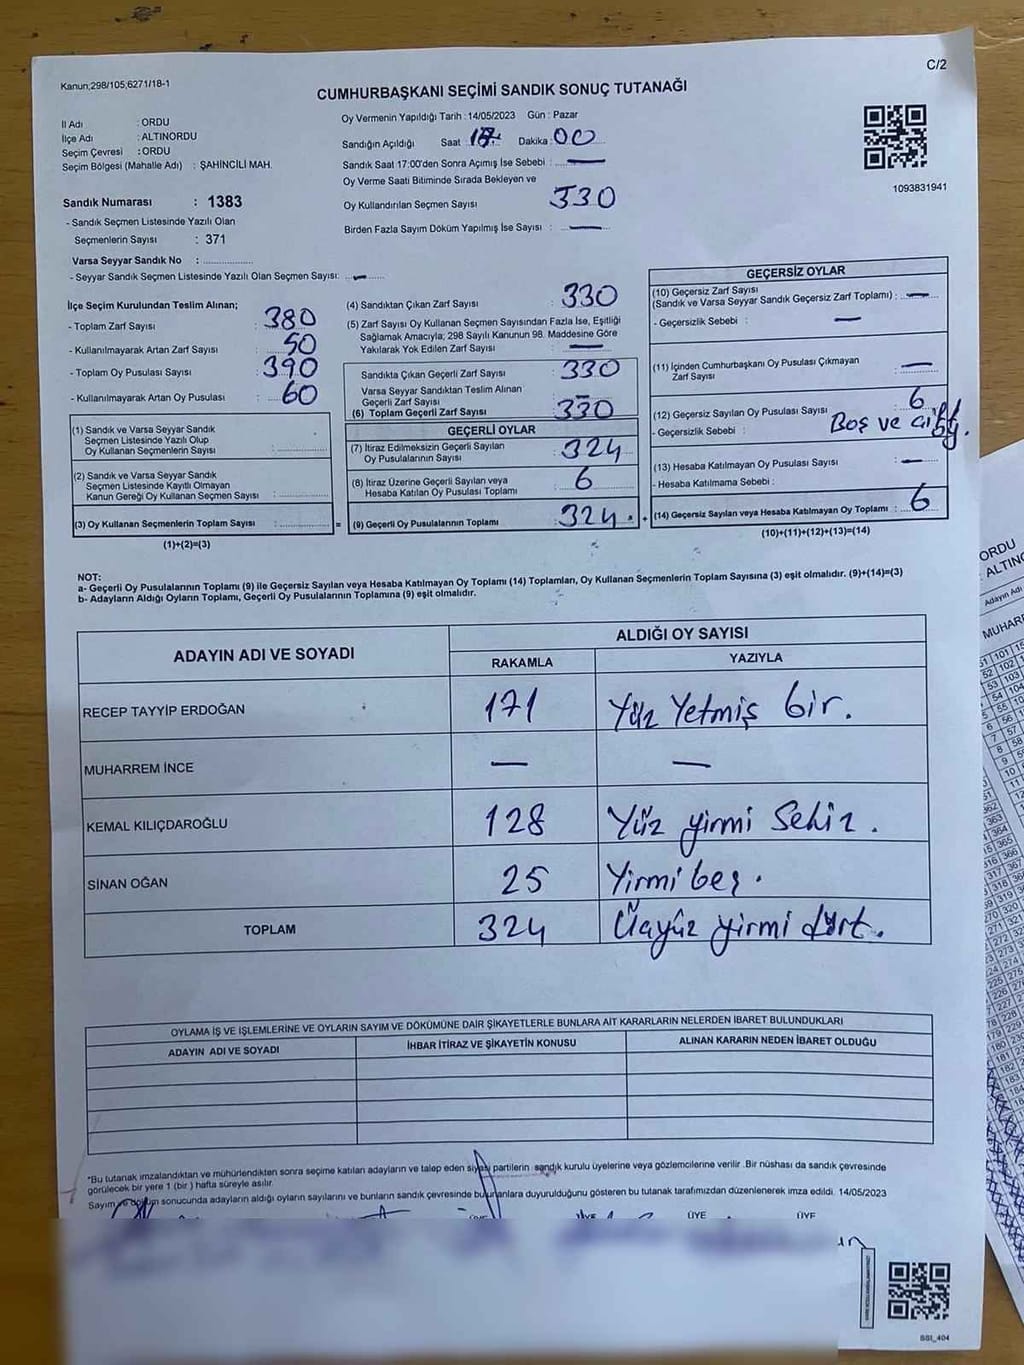 Kanun;298/105;6271/18-1
C/2
CUMHURBAŞKANI SEÇİMİ SANDIK SONUÇ TUTANAĞI
İl Adı : ORDU
İlçe Adı : ALTINORDU
Seçim Çevresi : ORDU
Seçim Bölgesi (Mahalle Adı) : ŞAHİNCİLİ MAH.
Sandık Numarası : 1383
- Sandık Seçmen Listesinde Yazılı Olan
Seçmenlerin Sayısı : 371
Varsa Seyyar Sandık No :
- Seyyar Sandık Seçmen Listesinde Yazılı Olan Seçmen Sayısı: —
Oy Vermenin Yapıldığı Tarih : 14/05/2023 Gün : Pazar
Sandığın Açıldığı Saat 17 Dakika : 00
Sandık Saat 17:00'den Sonra Açımış İse Sebebi : —
Oy Verme Saati Bitiminde Sırada Bekleyen ve
Oy Kullandırılan Seçmen Sayısı 330
Birden Fazla Sayım Döküm Yapılmış İse Sayısı : —
1093831941
İlçe Seçim Kurulundan Teslim Alınan;
- Toplam Zarf Sayısı : 380
- Kullanılmayarak Artan Zarf Sayısı : 50
- Toplam Oy Pusulası Sayısı : 390
- Kullanılmayarak Artan Oy Pusulası : 60
(1) Sandık ve Varsa Seyyar Sandık
Seçmen Listesinde Yazılı Olup
Oy Kullanan Seçmenlerin Sayısı :
(2) Sandık ve Varsa Seyyar Sandık
Seçmen Listesinde Kayıtlı Olmayan
Kanun Gereği Oy Kullanan Seçmen Sayısı :
(3) Oy Kullanan Seçmenlerin Toplam Sayısı : =
(1)+(2)=(3)
(4) Sandıktan Çıkan Zarf Sayısı : 330
(5) Zarf Sayısı Oy Kullanan Seçmen Sayısından Fazla İse, Eşitliği
Sağlamak Amacıyla; 298 Sayılı Kanunun 98. Maddesine Göre
Yakılarak Yok Edilen Zarf Sayısı : —
Sandıkta Çıkan Geçerli Zarf Sayısı : 330
Varsa Seyyar Sandıktan Teslim Alınan
Geçerli Zarf Sayısı : —
(6) Toplam Geçerli Zarf Sayısı : 330
GEÇERLİ OYLAR
(7) İtiraz Edilmeksizin Geçerli Sayılan
Oy Pusulalarının Sayısı : 324
(8) İtiraz Üzerine Geçerli Sayılan veya
Hesaba Katılan Oy Pusulası Toplamı : 6
(9) Geçerli Oy Pusulalarının Toplamı : 324. +
GEÇERSİZ OYLAR
(10) Geçersiz Zarf Sayısı
(Sandık ve Varsa Seyyar Sandık Geçersiz Zarf Toplamı) : —
- Geçersizlik Sebebi : —
(11) İçinden Cumhurbaşkanı Oy Pusulası Çıkmayan
Zarf Sayısı : —
(12) Geçersiz Sayılan Oy Pusulası Sayısı : 6
- Geçersizlik Sebebi : Boş ve çift oy.
(13) Hesaba Katılmayan Oy Pusulası Sayısı : —
- Hesaba Katılmama Sebebi :
(14) Geçersiz Sayılan veya Hesaba Katılmayan Oy Toplamı : 6
(10)+(11)+(12)+(13)=(14)
NOT:
a- Geçerli Oy Pusulalarının Toplamı (9) ile Geçersiz Sayılan veya Hesaba Katılmayan Oy Toplamı (14) Toplamları, Oy Kullanan Seçmenlerin Toplam Sayısına (3) eşit olmalıdır. (9)+(14)=(3)
b- Adayların Aldığı Oyların Toplamı, Geçerli Oy Pusulalarının Toplamına (9) eşit olmalıdır.
ADAYIN ADI VE SOYADI ALDIĞI OY SAYISI
RAKAMLA YAZIYLA
RECEP TAYYİP ERDOĞAN 171 Yüz Yetmiş bir.
MUHARREM İNCE — —
KEMAL KILIÇDAROĞLU 128 Yüz yirmi Sekiz.
SİNAN OĞAN 25 Yirmi beş.
TOPLAM 324 Üçyüz yirmi dört.
OYLAMA İŞ VE İŞLEMLERİNE VE OYLARIN SAYIM VE DÖKÜMÜNE DAİR ŞİKAYETLERLE BUNLARA AİT KARARLARIN NELERDEN İBARET BULUNDUKLARI
ADAYIN ADI VE SOYADI İHBAR İTİRAZ VE ŞİKAYETİN KONUSU ALINAN KARARIN NEDEN İBARET OLDUĞU
*Bu tutanak imzalandıktan ve mühürlendikten sonra seçime katılan adayların ve talep eden siyasi partilerin sandık kurulu üyelerine veya gözlemcilerine verilir .Bir nüshası da sandık çevresinde
görülecek bir yere 1 (bir ) hafta süreyle asılır.
Sayım ve döküm sonucunda adayların aldığı oyların sayılarını ve bunların sandık çevresinde bulunanlara duyurulduğunu gösteren bu tutanak tarafımızdan düzenlenerek imza edildi. 14/05/2023
ÜYE ÜYE ÜYE
SSI_404
ORDU
ALTINO
Adayın Adı
MUHARR